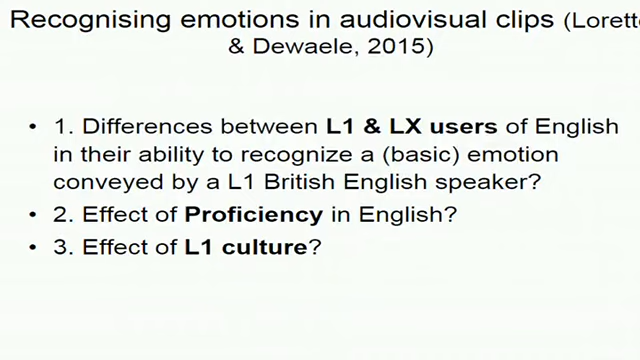 Recognising emotions in audiovisual clips (Lorett
& Dewaele, 2015)
• 1. Differences between L1 & LX users of English
in their ability to recognize a (basic) emotion
conveyed by a L1 British English speaker?
• 2. Effect of Proficiency in English?
• 3. Effect of L1 culture?